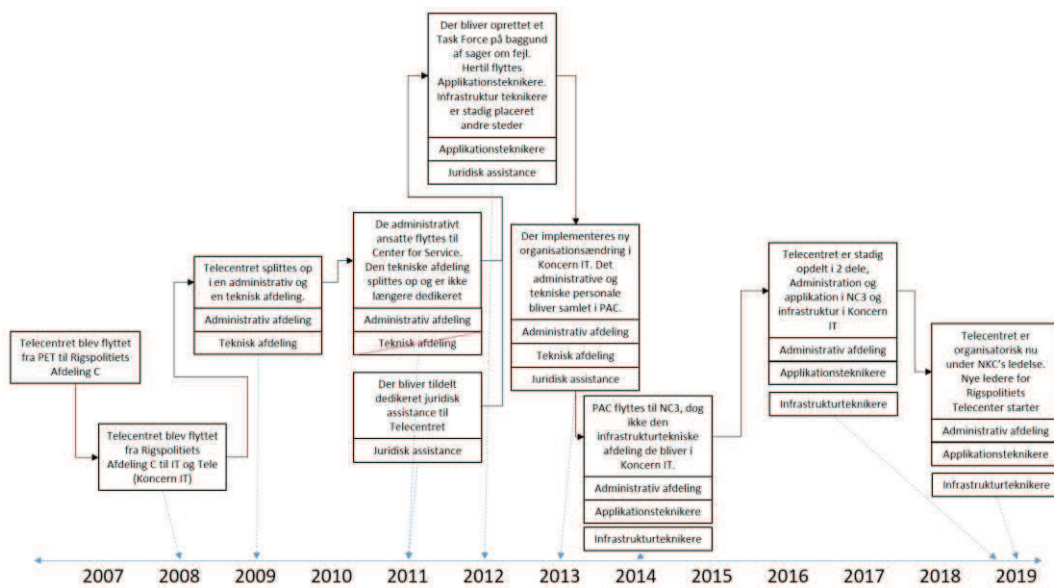 Telecentret blev flyttet
fra PET til Rigspolitiets
Afdeling C
Telecentret blev flyttet
fra Rigspolitiets
Afdeling C til IT og Tele
(Koncern IT)
Telecentret splittes op
i en administrativ og
en teknisk afdeling.
Administrativ afdeling
Teknisk afdeling
De administrativt
ansatte flyttes til
Center for Service.
Den tekniske afdeling
splittes op og er ikke
længere dedikeret
Administrativ afdeling
Teknisk afdeling
Der bliver tildelt
dedikeret juridisk
assistance til
Telecentret
Juridisk assistance
Der bliver oprettet et
Task Force på baggund
af sager om fejl.
Hertil flyttes
Applikationsteknikere.
Infrastruktur teknikere
er stadig placeret
andre steder
Applikationsteknikere
Juridisk assistance
Der implementeres ny
organisationsændring i
Koncern IT. Det
administrative og
tekniske personale
bliver samlet i PAC.
Administrativ afdeling
Teknisk afdeling
Juridisk assistance
PAC flyttes til NC3, dog
ikke den
infrastrukturtekniske
afdeling de bliver i
Koncern IT.
Administrativ afdeling
Applikationsteknikere
Infrastrukturteknikere
Telecentret er stadig
opdelt i 2 dele,
Administration og
applikation i NC3 og
infrastruktur i Koncern
IT
Administrativ afdeling
Applikationsteknikere
Infrastrukturteknikere
Telecentret er
organisatorisk nu
under NKC's ledelse.
Nye ledere for
Rigspolitiets
Telecenter starter
Administrativ afdeling
Applikationsteknikere
Infrastrukturteknikere
2007 2008 2009 2010 2011 2012 2013 2014 2015 2016 2017 2018 2019